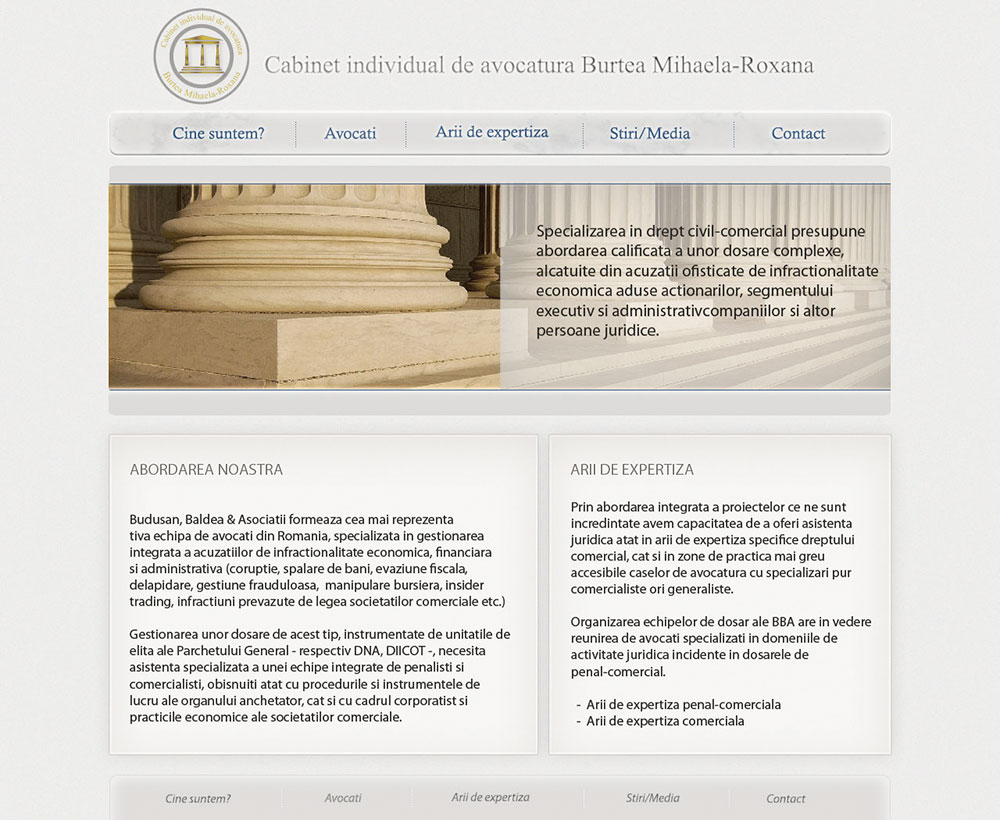 Cabinet individual de avocatura
Burtea Mihaela-Roxana
Cabinet individual de avocatura Burtea Mihaela-Roxana
Cine suntem?
Avocati
Arii de expertiza
Stiri/Media
Contact
Specializarea in drept civil-comercial presupune
abordarea calificata a unor dosare complexe,
alcatuite din acuzatii ofisticate de infractionalitate
economica aduse actionarilor, segmentului
executiv si administrativcompaniilor si altor
persoane juridice.
ABORDAREA NOASTRA
Budusan, Baldea & Asociatii formeaza cea mai reprezenta
tiva echipa de avocati din Romania, specializata in gestionarea
integrata a acuzatiilor de infractionalitate economica, financiara
si administrativa (coruptie, spalare de bani, evaziune fiscala,
delapidare, gestiune frauduloasa,  manipulare bursiera, insider
trading, infractiuni prevazute de legea societatilor comerciale etc.)
Gestionarea unor dosare de acest tip, instrumentate de unitatile de
elita ale Parchetului General - respectiv DNA, DIICOT -, necesita
asistenta specializata a unei echipe integrate de penalisti si
comercialisti, obisnuiti atat cu procedurile si instrumentele de
lucru ale organului anchetator, cat si cu cadrul corporatist si
practicile economice ale societatilor comerciale.
ARII DE EXPERTIZA
Prin abordarea integrata a proiectelor ce ne sunt
incredintate avem capacitatea de a oferi asistenta
juridica atat in arii de expertiza specifice dreptului
comercial, cat si in zone de practica mai greu
accesibile caselor de avocatura cu specializari pur
comercialiste ori generaliste.
Organizarea echipelor de dosar ale BBA are in vedere
reunirea de avocati specializati in domeniile de
activitate juridica incidente in dosarele de
penal-comercial.
- Arii de expertiza penal-comerciala
- Arii de expertiza comerciala
Cine suntem?
Avocati
Arii de expertiza
Stiri/Media
Contact